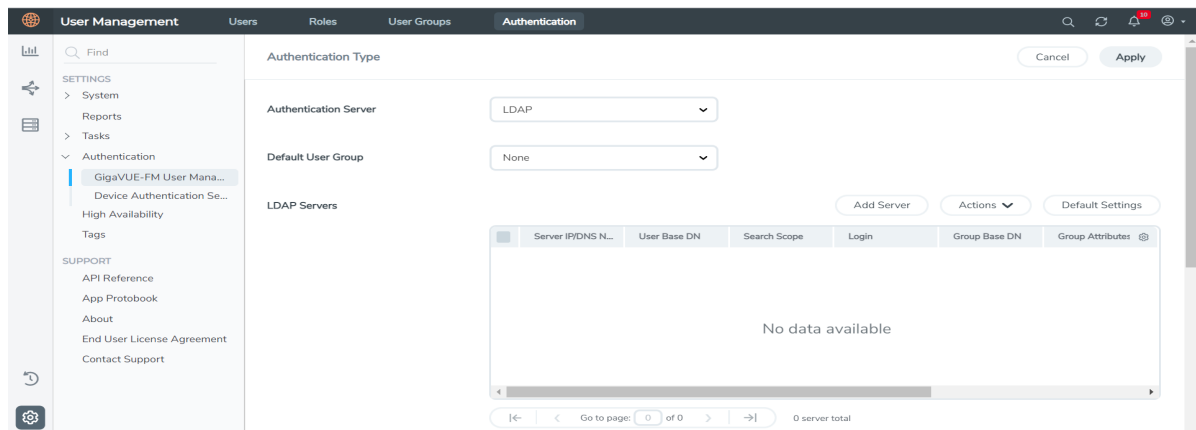 User Management Users Roles User Groups Authentication 10
Find
SETTINGS
System
Reports
Tasks
Authentication
GigaVUE-FM User Mana...
Device Authentication Se...
High Availability
Tags
SUPPORT
API Reference
App Protobook
About
End User License Agreement
Contact Support
Authentication Type Cancel Apply
Authentication Server LDAP
Default User Group None
LDAP Servers Add Server Actions Default Settings
Server IP/DNS N... User Base DN Search Scope Login Group Base DN Group Attributes
No data available
Go to page: 0 of 0 0 server total